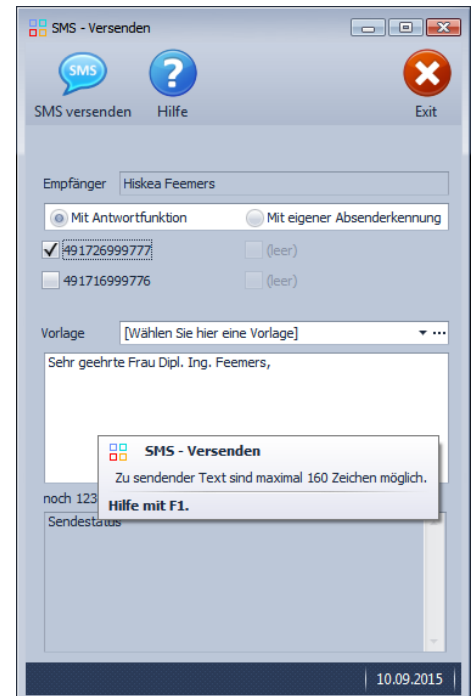 SMS - Versenden
SMS
SMS versenden Hilfe Exit
Empfänger Hiskea Feemers
Mit Antwortfunktion Mit eigener Absenderkennung
491726999777 (leer)
491716999776 (leer)
Vorlage [Wählen Sie hier eine Vorlage]
Sehr geehrte Frau Dipl. Ing. Feemers,
SMS - Versenden
Zu sendender Text sind maximal 160 Zeichen möglich.
Hilfe mit F1.
noch 123
Sendestatus
10.09.2015